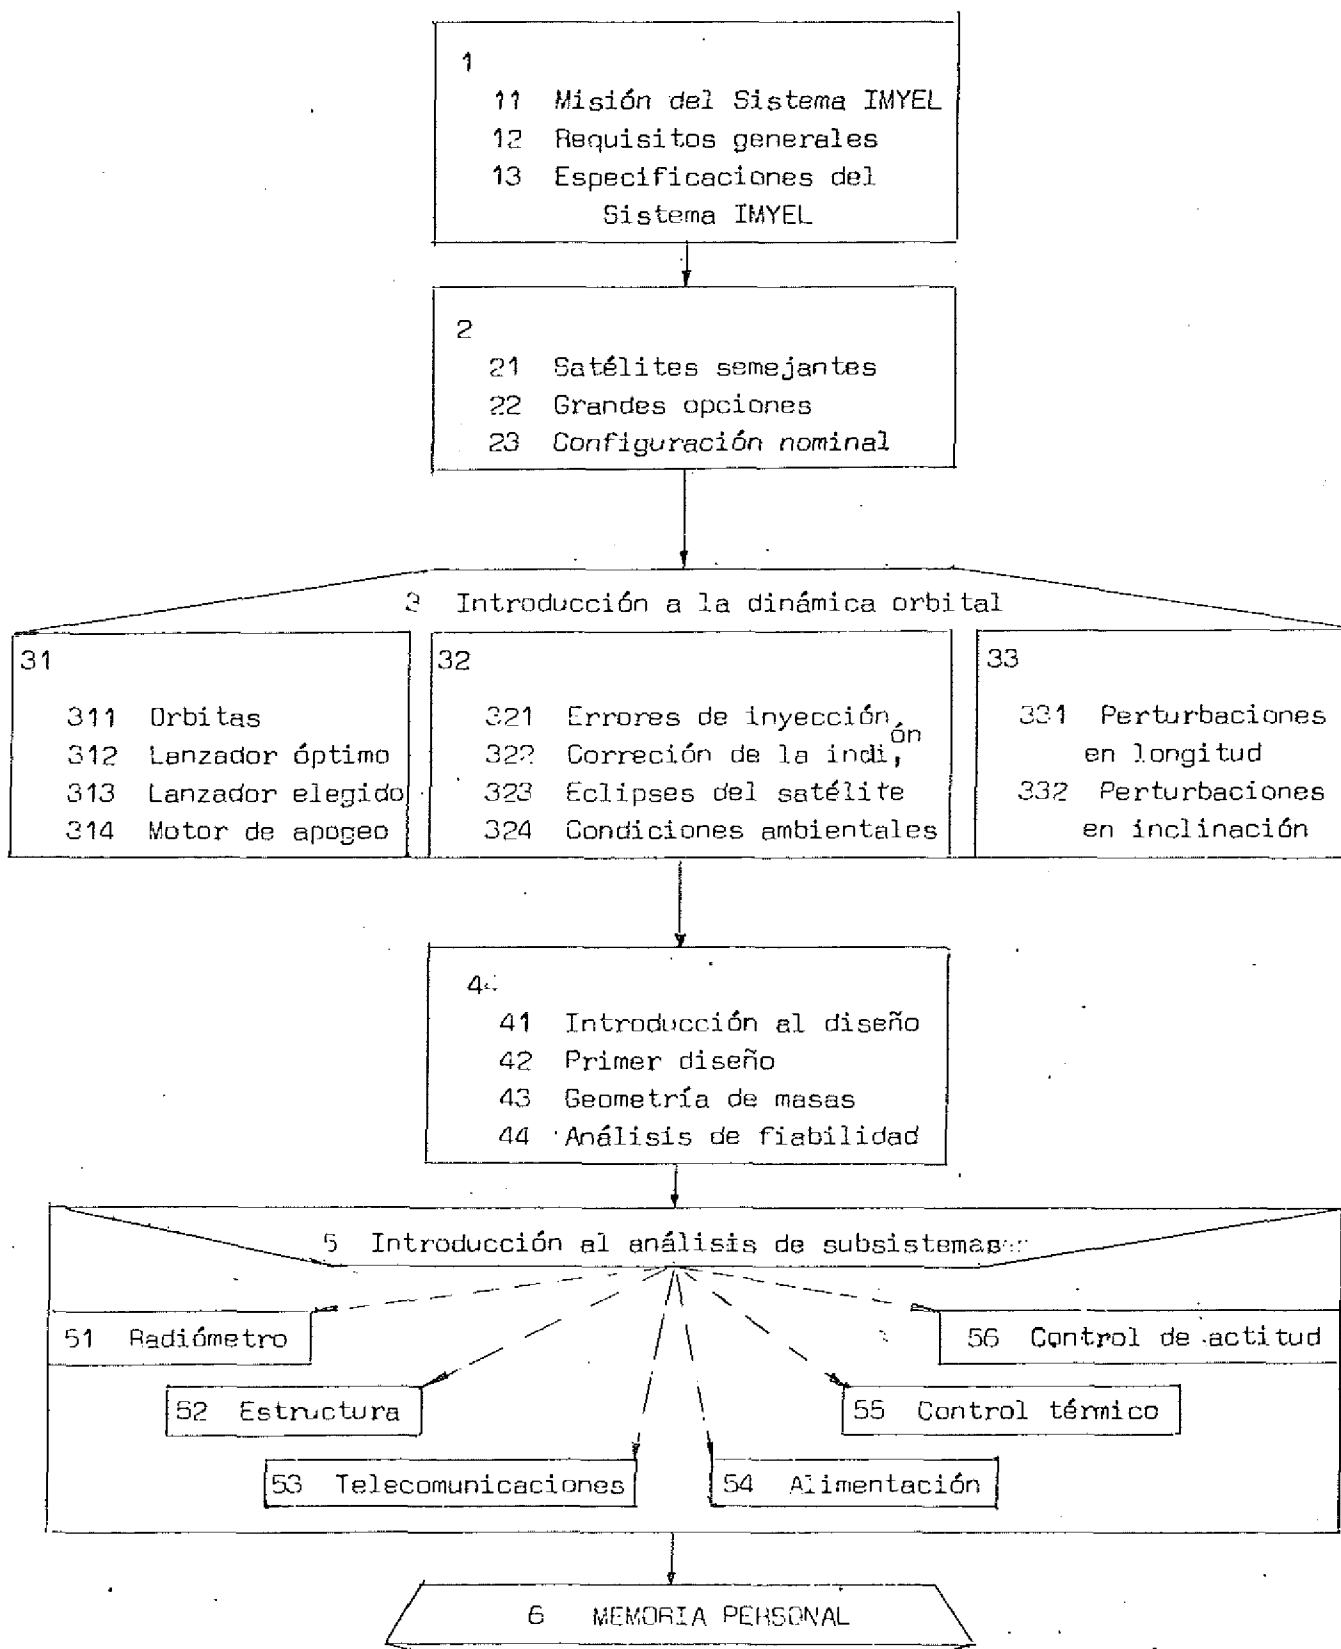 1
11 Misión del Sistema IMYEL
12 Requisitos generales
13 Especificaciones del
Sistema IMYEL
2
21 Satélites semejantes
22 Grandes opciones
23 Configuración nominal
3 Introducción a la dinámica orbital
31
311 Orbitas
312 Lanzador óptimo
313 Lanzador elegido
314 Motor de apogeo
32
321 Errores de inyección
322 Correción de la indi,ón
323 Eclipses del satélite
324 Condiciones ambientales
33
331 Perturbaciones
en longitud
332 Perturbaciones
en inclinación
4
41 Introducción al diseño
42 Primer diseño
43 Geometría de masas
44 Análisis de fiabilidad
5 Introducción al análisis de subsistemas
51 Radiómetro
56 Control de actitud
52 Estructura
55 Control térmico
53 Telecomunicaciones
54 Alimentación
6 MEMORIA PERSONAL